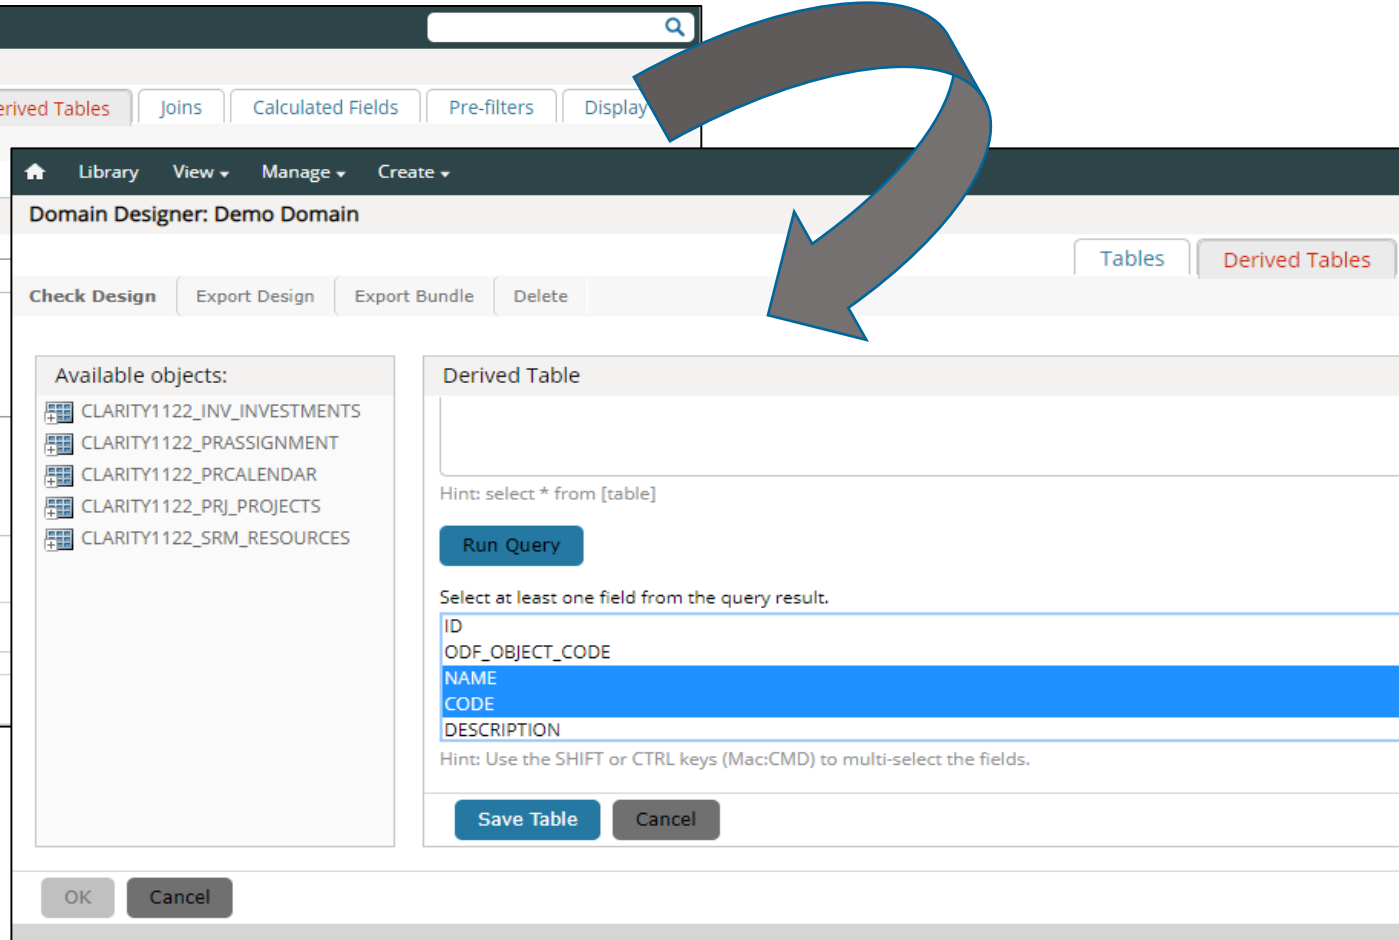 erived Tables Joins Calculated Fields Pre-filters Display
Library View Manage Create
Domain Designer: Demo Domain
Tables Derived Tables
Check Design Export Design Export Bundle Delete
Available objects:
CLARITY1122_INV_INVESTMENTS
CLARITY1122_PRASSIGNMENT
CLARITY1122_PRCALENDAR
CLARITY1122_PRJ_PROJECTS
CLARITY1122_SRM_RESOURCES
Derived Table
Hint: select * from [table]
Run Query
Select at least one field from the query result.
ID
ODF_OBJECT_CODE
NAME
CODE
DESCRIPTION
Hint: Use the SHIFT or CTRL keys (Mac:CMD) to multi-select the fields.
Save Table Cancel
OK Cancel